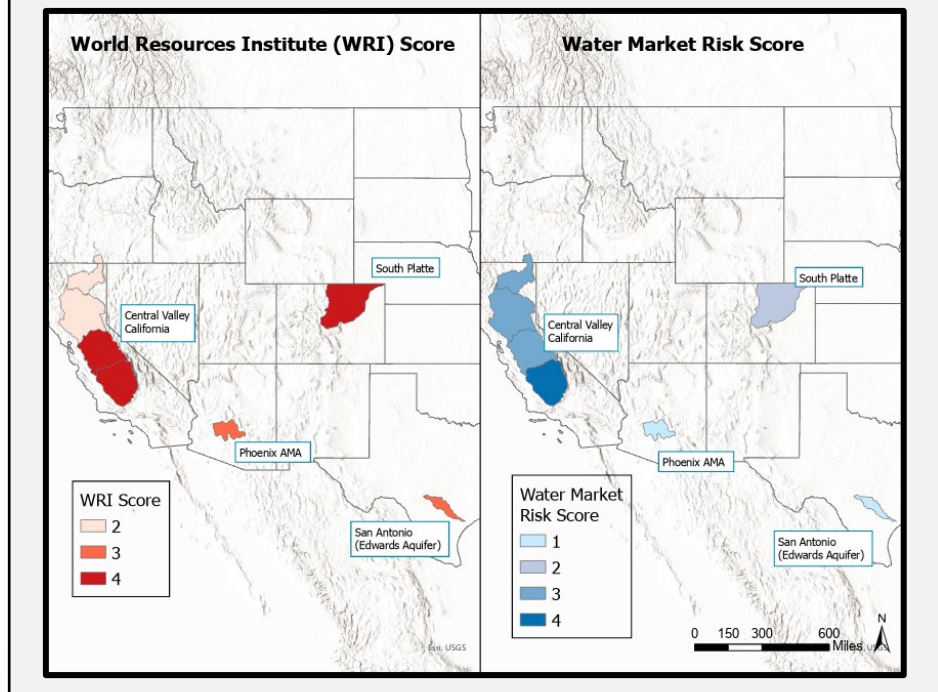 World Resources Institute (WRI) Score
South Platte
Central Valley
California
Phoenix AMA
WRI Score
2
3
4
San Antonio
(Edwards Aquifer)
Esri, USGS
Water Market Risk Score
South Platte
Central Valley
California
Phoenix AMA
Water Market
Risk Score
1
2
3
4
San Antonio
(Edwards Aquifer)
N
0 150 300 600
Miles